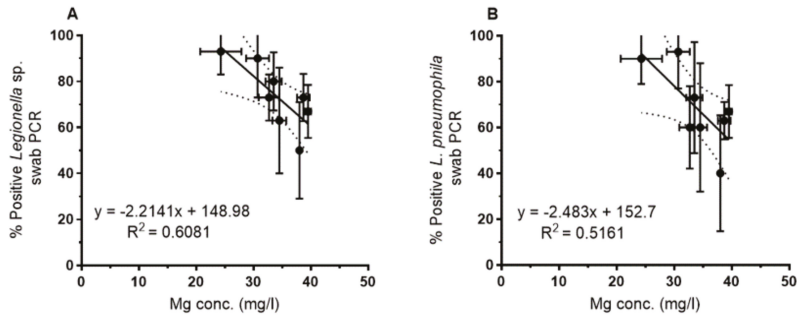 A
% Positive Legionella sp.
swab PCR
100
80
60
40
20
0
y = -2.2141x + 148.98
R² = 0.6081
0 10 20 30 40 50
Mg conc. (mg/l)
B
% Positive L. pneumophila
swab PCR
100
80
60
40
20
0
y = -2.483x + 152.7
R² = 0.5161
0 10 20 30 40 50
Mg conc. (mg/l)